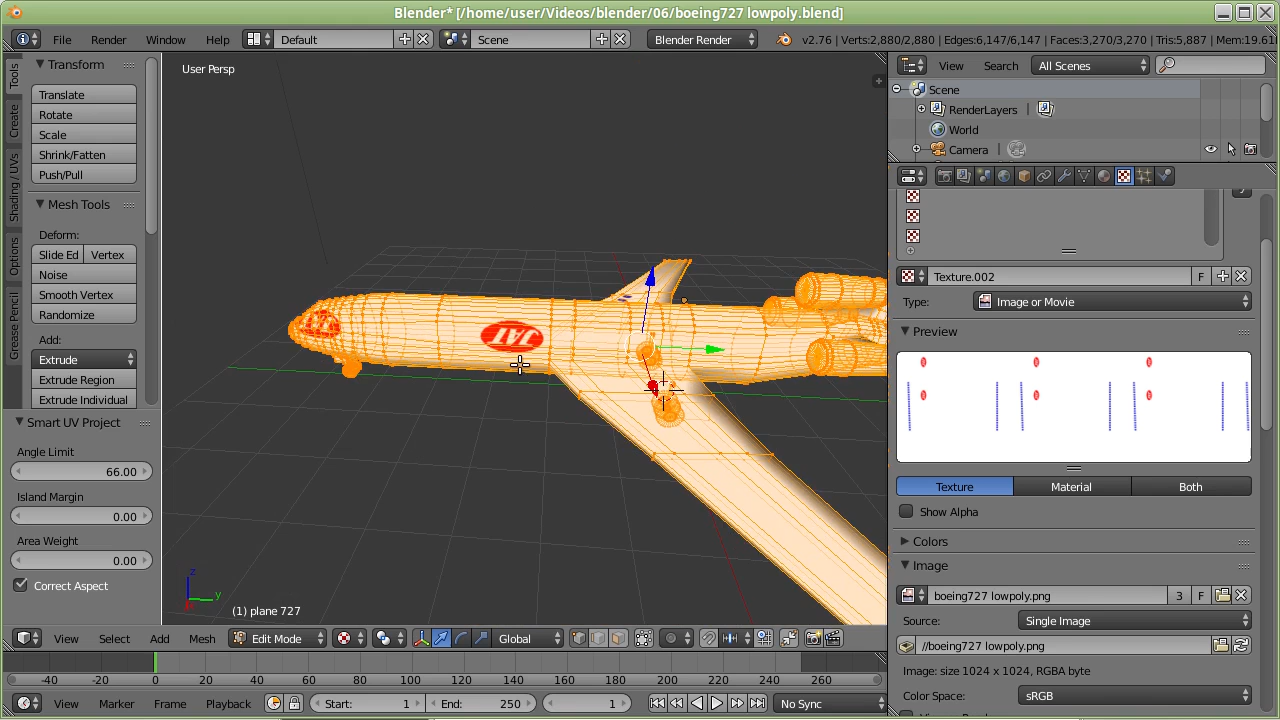 Blender* [/home/user/Videos/blender/06/boeing727 lowpoly.blend]
File Render Window Help Default Scene Blender Render v2.76 | Verts:2,880/2,880 | Edges:6,147/6,147 | Faces:3,270/3,270 | Tris:5,887 | Mem:19.61
Tools
Create
Shading / UVs
Options
Grease Pencil
Transform
Translate
Rotate
Scale
Shrink/Fatten
Push/Pull
Mesh Tools
Deform:
Slide Ed Vertex
Noise
Smooth Vertex
Randomize
Add:
Extrude
Extrude Region
Extrude Individual
Smart UV Project
Angle Limit
66.00
Island Margin
0.00
Area Weight
0.00
Correct Aspect
User Persp
JAT
z
y
(1) plane 727
View Select Add Mesh Edit Mode Global
-40 -20 0 20 40 60 80 100 120 140 160 180 200 220 240 260
View Marker Frame Playback Start: 1 End: 250 1 No Sync
View Search All Scenes
Scene
RenderLayers
World
Camera
Texture.002 F
Type: Image or Movie
Preview
Texture Material Both
Show Alpha
Colors
Image
boeing727 lowpoly.png 3 F
Source: Single Image
//boeing727 lowpoly.png
Image: size 1024 x 1024, RGBA byte
Color Space: sRGB